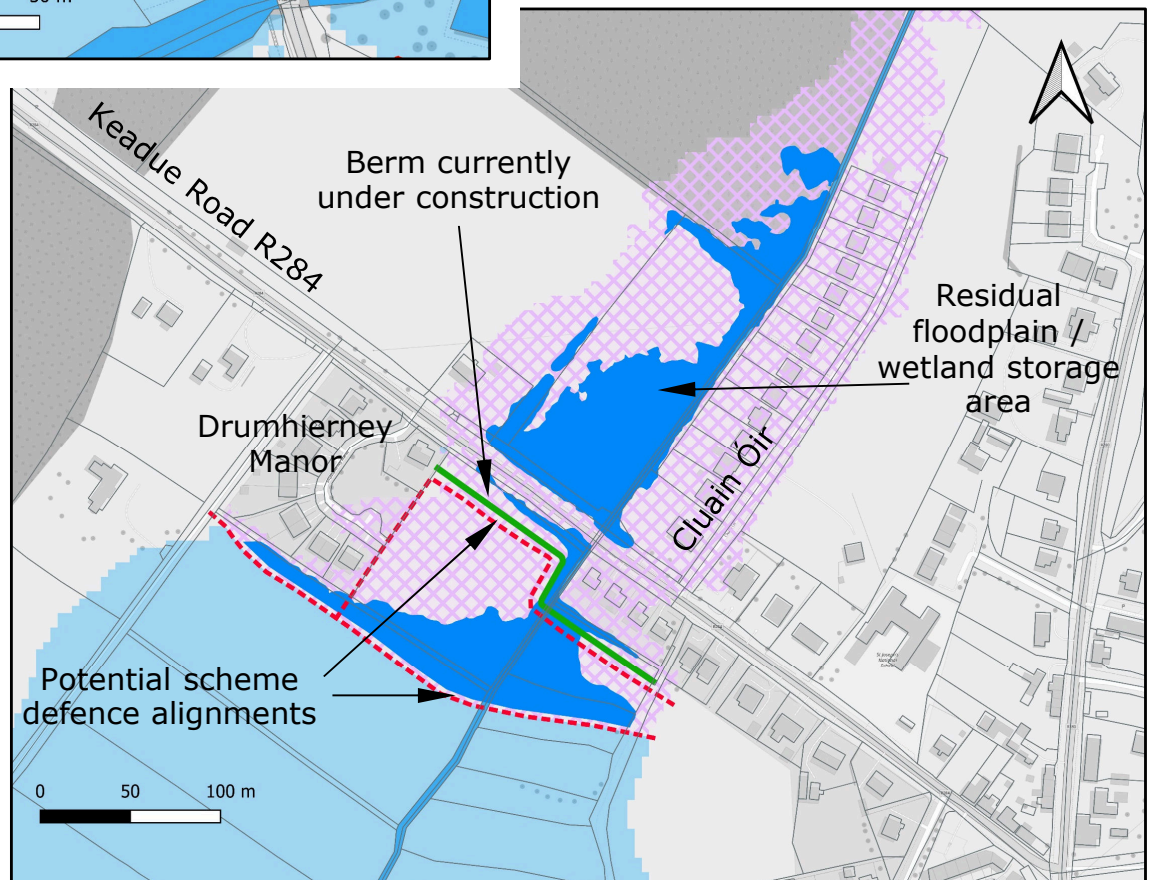 Keadue Road R284
Berm currently
under construction
Residual
floodplain /
wetland storage
area
Drumhierney
Manor
Cluain Óir
Potential scheme
defence alignments
0 50 100 m